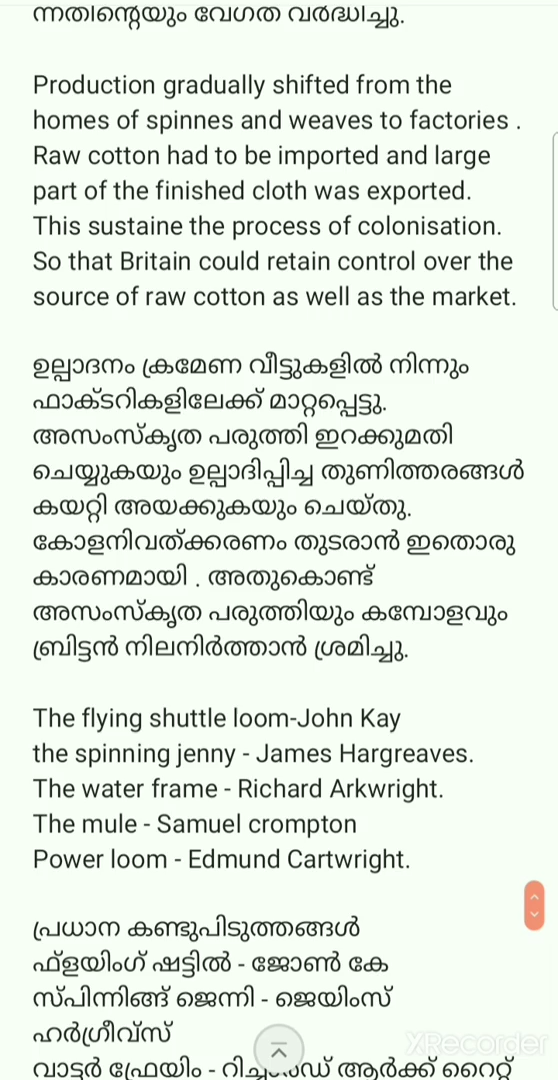 ന്നതിന്റെയും വേഗത വർദ്ധിച്ചു.
Production gradually shifted from the
homes of spinnes and weaves to factories .
Raw cotton had to be imported and large
part of the finished cloth was exported.
This sustaine the process of colonisation.
So that Britain could retain control over the
source of raw cotton as well as the market.
ഉല്പാദനം ക്രമേണ വീട്ടുകളിൽ നിന്നും
ഫാക്ടറികളിലേക്ക് മാറ്റപ്പെട്ടു.
അസംസ്കൃത പരുത്തി ഇറക്കുമതി
ചെയ്യുകയും ഉല്പാദിപ്പിച്ച തുണിത്തരങ്ങൾ
കയറ്റി അയക്കുകയും ചെയ്തു.
കോളനിവത്ക്കരണം തുടരാൻ ഇതൊരു
കാരണമായി . അതുകൊണ്ട്
അസംസ്കൃത പരുത്തിയും കമ്പോളവും
ബ്രിട്ടൻ നിലനിർത്താൻ ശ്രമിച്ചു.
The flying shuttle loom-John Kay
the spinning jenny - James Hargreaves.
The water frame - Richard Arkwright.
The mule - Samuel crompton
Power loom - Edmund Cartwright.
പ്രധാന കണ്ടുപിടുത്തങ്ങൾ
ഫ്ളയിംഗ് ഷട്ടിൽ - ജോൺ കേ
സ്പിന്നിങ്ങ് ജെന്നി - ജെയിംസ്
ഹർഗ്രീവ്സ്
XRecorder
വാട്ടർ ഫ്രേയിം - ആർക്ക് റൈറ്റ്